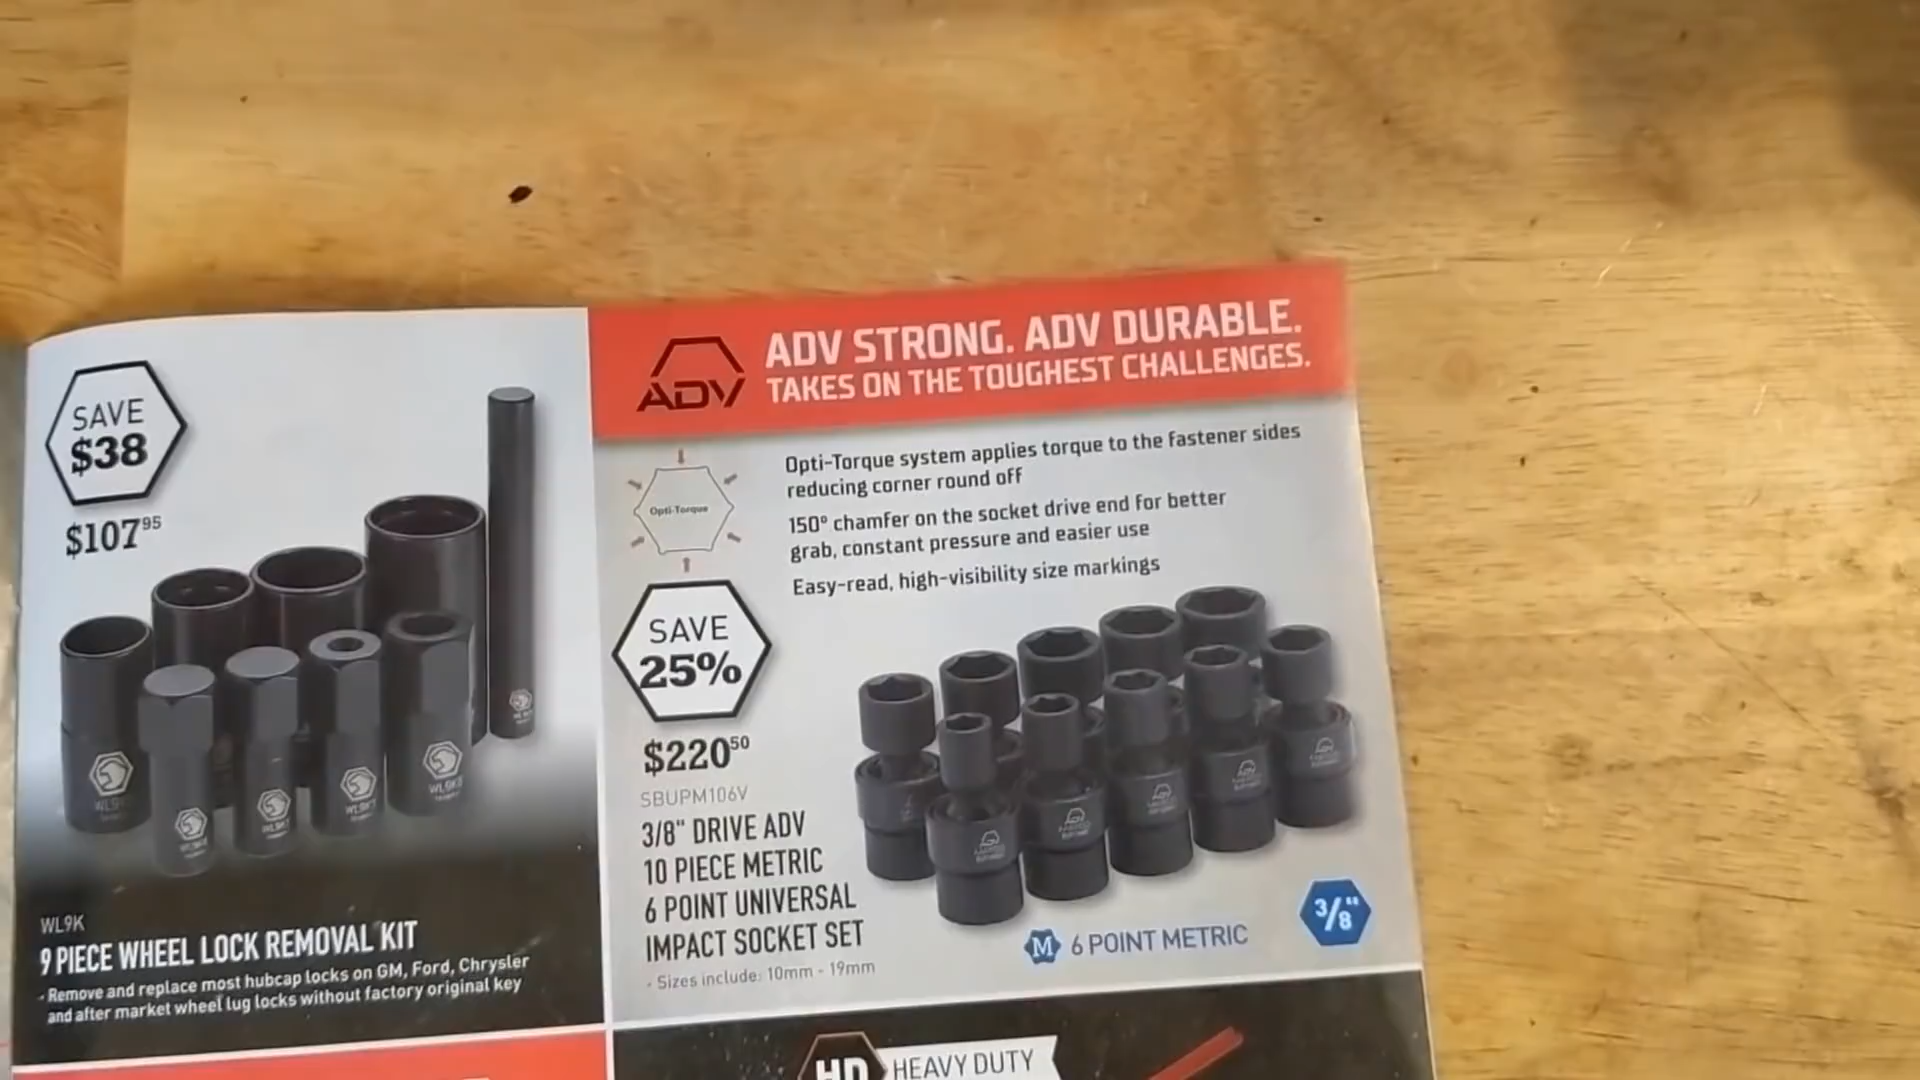 SAVE
$38
$107.95
WL9K
9 PIECE WHEEL LOCK REMOVAL KIT
- Remove and replace most hubcap locks on GM, Ford, Chrysler
and after market wheel lug locks without factory original key
ADV
ADV STRONG. ADV DURABLE.
TAKES ON THE TOUGHEST CHALLENGES.
Opti-Torque
Opti-Torque system applies torque to the fastener sides
reducing corner round off
150° chamfer on the socket drive end for better
grab, constant pressure and easier use
Easy-read, high-visibility size markings
SAVE
25%
$220.50
SBUPM106V
3/8" DRIVE ADV
10 PIECE METRIC
6 POINT UNIVERSAL
IMPACT SOCKET SET
- Sizes include: 10mm - 19mm
M 6 POINT METRIC
3/8"
HD HEAVY DUTY